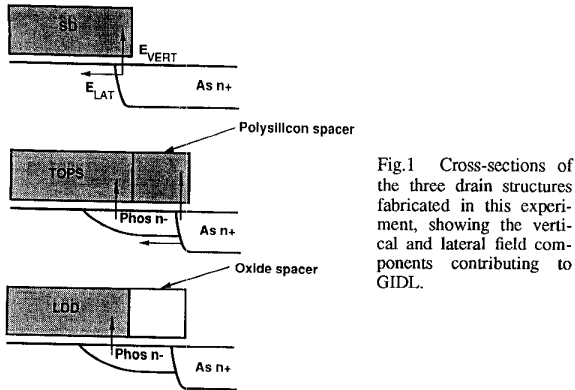 SD
E VERT
E LAT
As n+
Polysilicon spacer
TOPS
Phos n-
As n+
Oxide spacer
LDD
Phos n-
As n+
Fig.1 Cross-sections of
the three drain structures
fabricated in this experi-
ment, showing the verti-
cal and lateral field com-
ponents contributing to
GIDL.